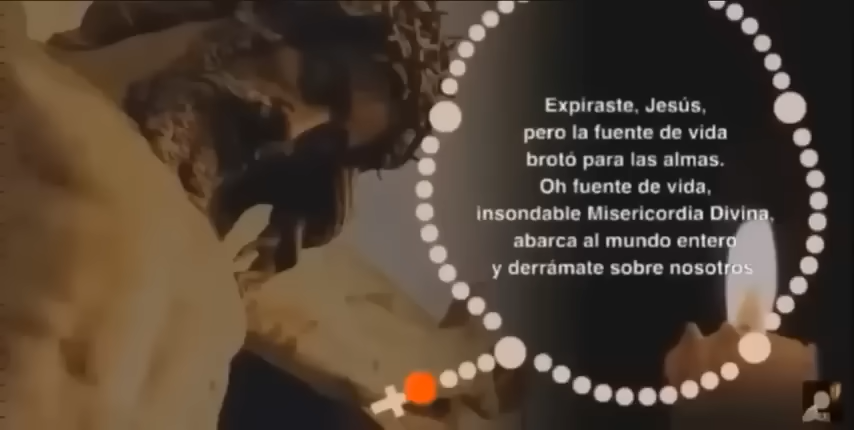 Expiraste, Jesús,
pero la fuente de vida
brotó para las almas.
Oh fuente de vida,
insondable Misericordia Divina,
abarca al mundo entero
y derrámate sobre nosotros